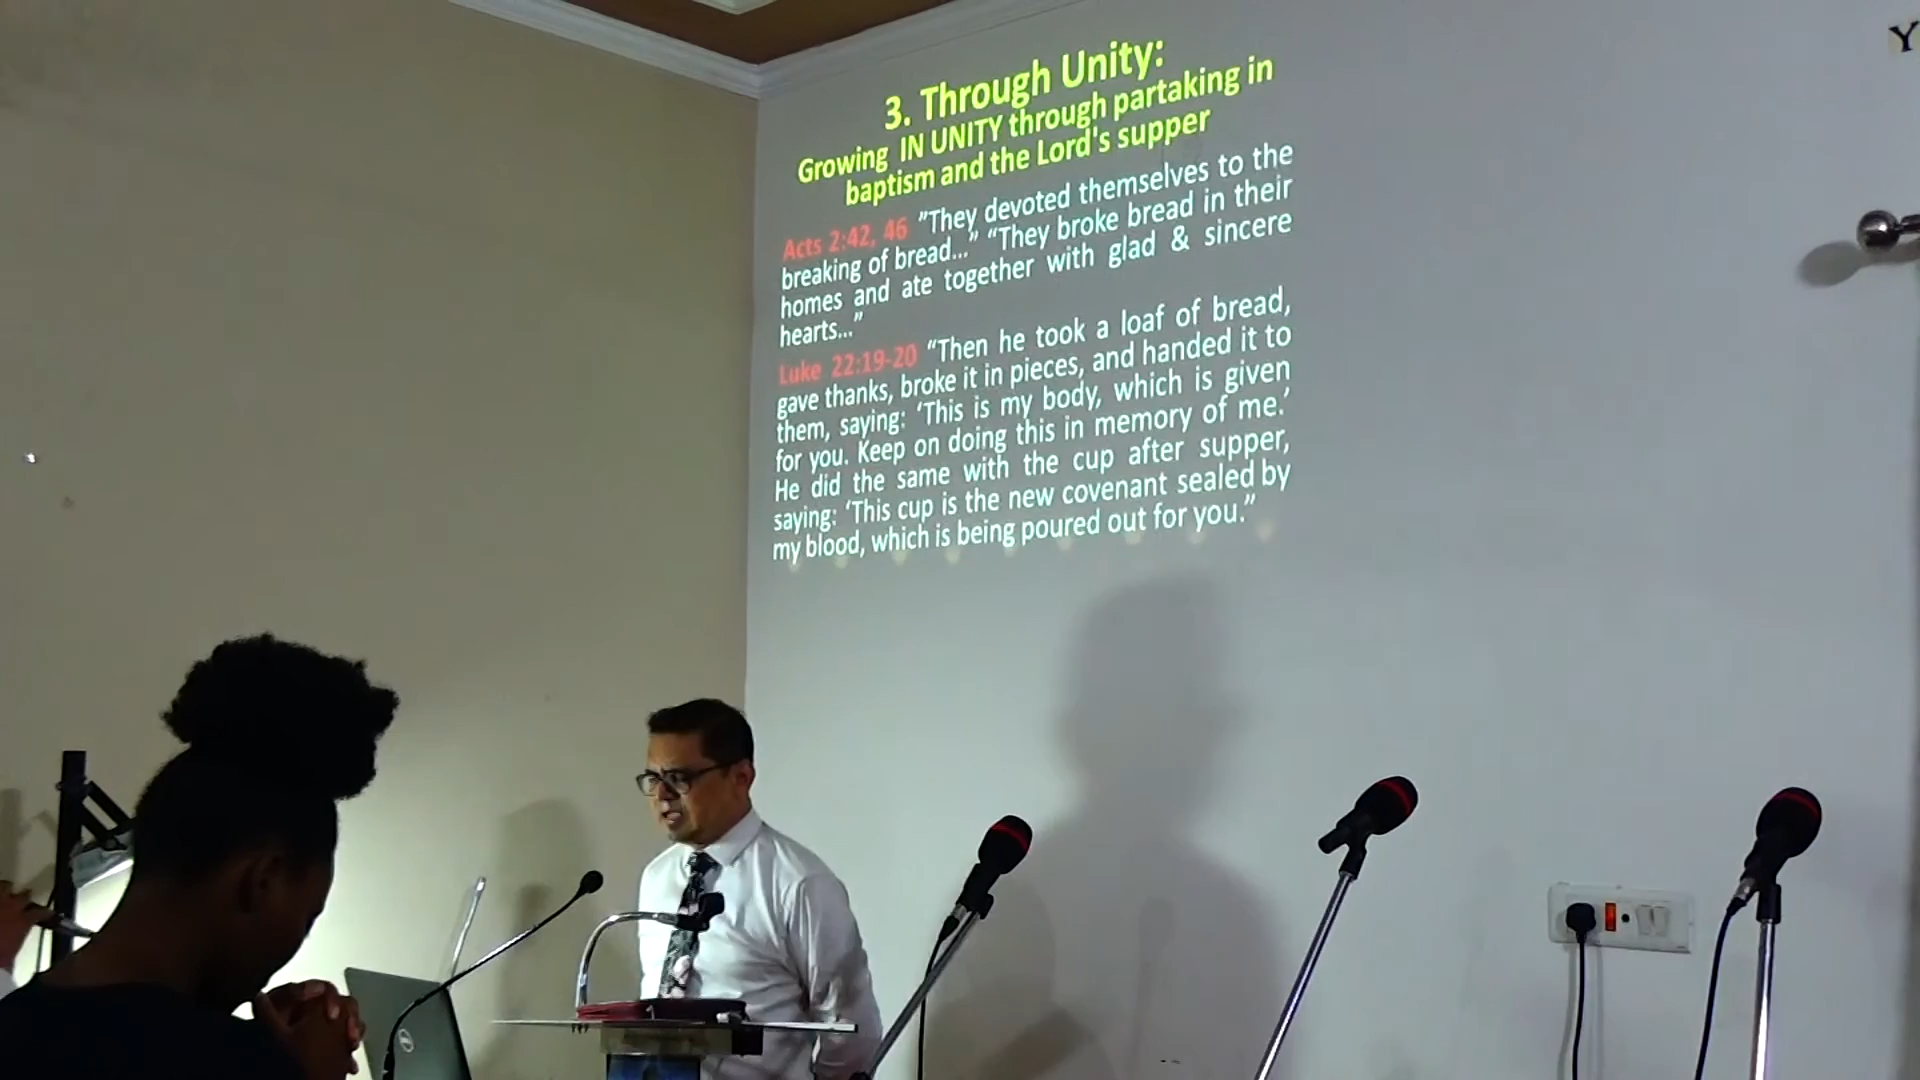 3. Through Unity:
Growing IN UNITY through partaking in
baptism and the Lord's supper
Acts 2:42, 46 "They devoted themselves to the
breaking of bread..." "They broke bread in their
homes and ate together with glad & sincere
hearts..."
Luke 22:19-20 "Then he took a loaf of bread,
gave thanks, broke it in pieces, and handed it to
them, saying: 'This is my body, which is given
for you. Keep on doing this in memory of me.'
He did the same with the cup after supper,
saying: 'This cup is the new covenant sealed by
my blood, which is being poured out for you."
Y
DELL